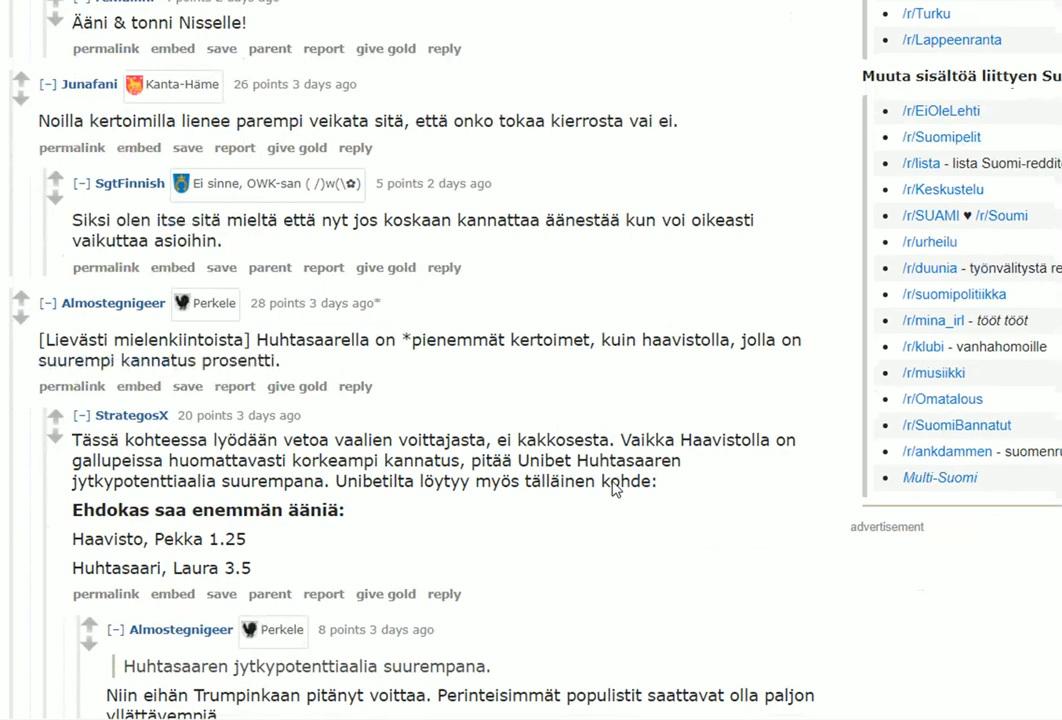 Ääni & tonni Nisselle!
permalink embed save parent report give gold reply
[-] Junafani Kanta-Häme 26 points 3 days ago
Noilla kertoimilla lienee parempi veikata sitä, että onko tokaa kierrosta vai ei.
permalink embed save report give gold reply
[-] SgtFinnish Ei sinne, OWK-san ( /)w(\✿) 5 points 2 days ago
Siksi olen itse sitä mieltä että nyt jos koskaan kannattaa äänestää kun voi oikeasti
vaikuttaa asioihin.
permalink embed save parent report give gold reply
[-] Almostegnigeer Perkele 28 points 3 days ago*
[Lievästi mielenkiintoista] Huhtasaarella on *pienemmät kertoimet, kuin haavistolla, jolla on
suurempi kannatus prosentti.
permalink embed save report give gold reply
[-] StrategosX 20 points 3 days ago
Tässä kohteessa lyödään vetoa vaalien voittajasta, ei kakkosesta. Vaikka Haavistolla on
gallupeissa huomattavasti korkeampi kannatus, pitää Unibet Huhtasaaren
jytkypotenttiaalia suurempana. Unibetilta löytyy myös tälläinen kohde:
Ehdokas saa enemmän ääniä:
Haavisto, Pekka 1.25
Huhtasaari, Laura 3.5
permalink embed save parent report give gold reply
[-] Almostegnigeer Perkele 8 points 3 days ago
Huhtasaaren jytkypotenttiaalia suurempana.
Niin eihän Trumpinkaan pitänyt voittaa. Perinteisimmät populistit saattavat olla paljon
yllättävempiä
/r/Turku
/r/Lappeenranta
Muuta sisältöä liittyen Su
/r/EiOleLehti
/r/Suomipelit
/r/lista - lista Suomi-reddit
/r/Keskustelu
/r/SUAMI ♥ /r/Soumi
/r/urheilu
/r/duunia - työnvälitystä re
/r/suomipolitiikka
/r/mina_irl - tööt tööt
/r/klubi - vanhahomoille
/r/musiikki
/r/Omatalous
/r/SuomiBannatut
/r/ankdammen - suomenru
Multi-Suomi
advertisement